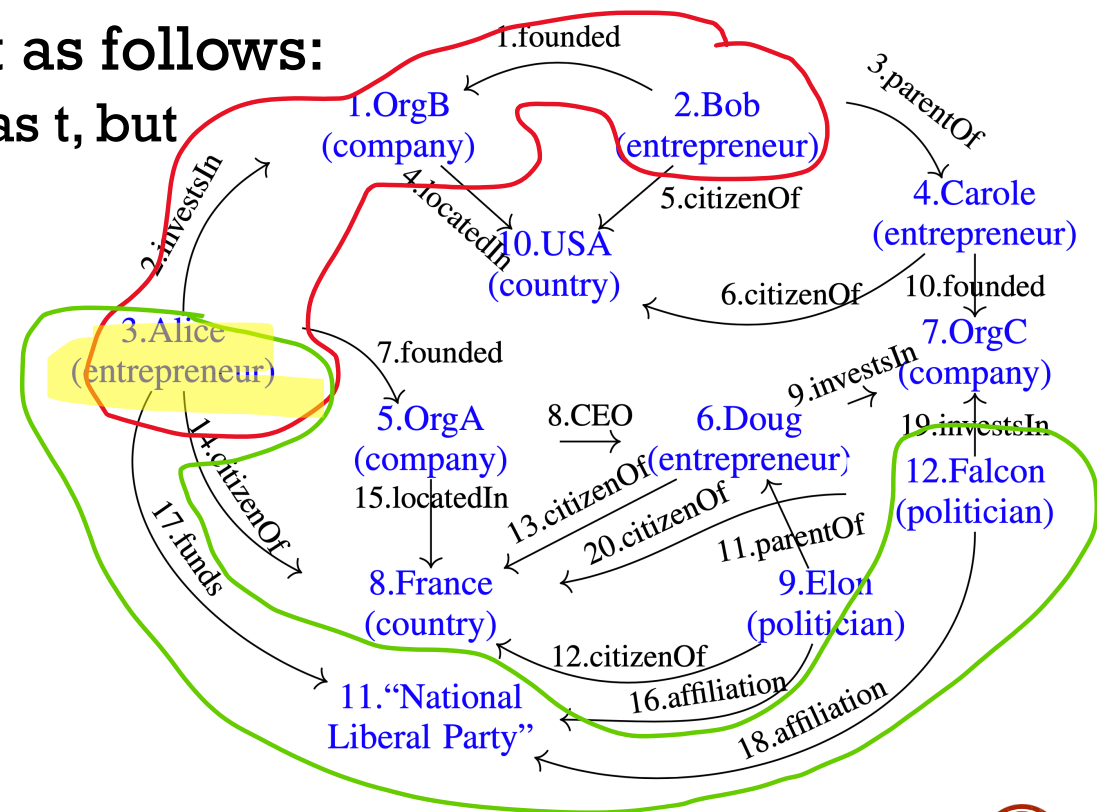 t as follows:
as t, but
1.founded
1.OrgB
(company)
2.Bob
(entrepreneur)
3.parentOf
2.investsIn
4.locatedIn
5.citizenOf
4.Carole
(entrepreneur)
10.USA
(country)
6.citizenOf
10.founded
3.Alice
(entrepreneur)
7.founded
7.OrgC
(company)
9.investsIn
5.OrgA
(company)
8.CEO
6.Doug
(entrepreneur)
19.investsIn
12.Falcon
(politician)
14.citizenOf
15.locatedIn
13.citizenOf
20.citizenOf
11.parentOf
17.funds
8.France
(country)
9.Elon
(politician)
12.citizenOf
16.affiliation
11.“National
Liberal Party”
18.affiliation